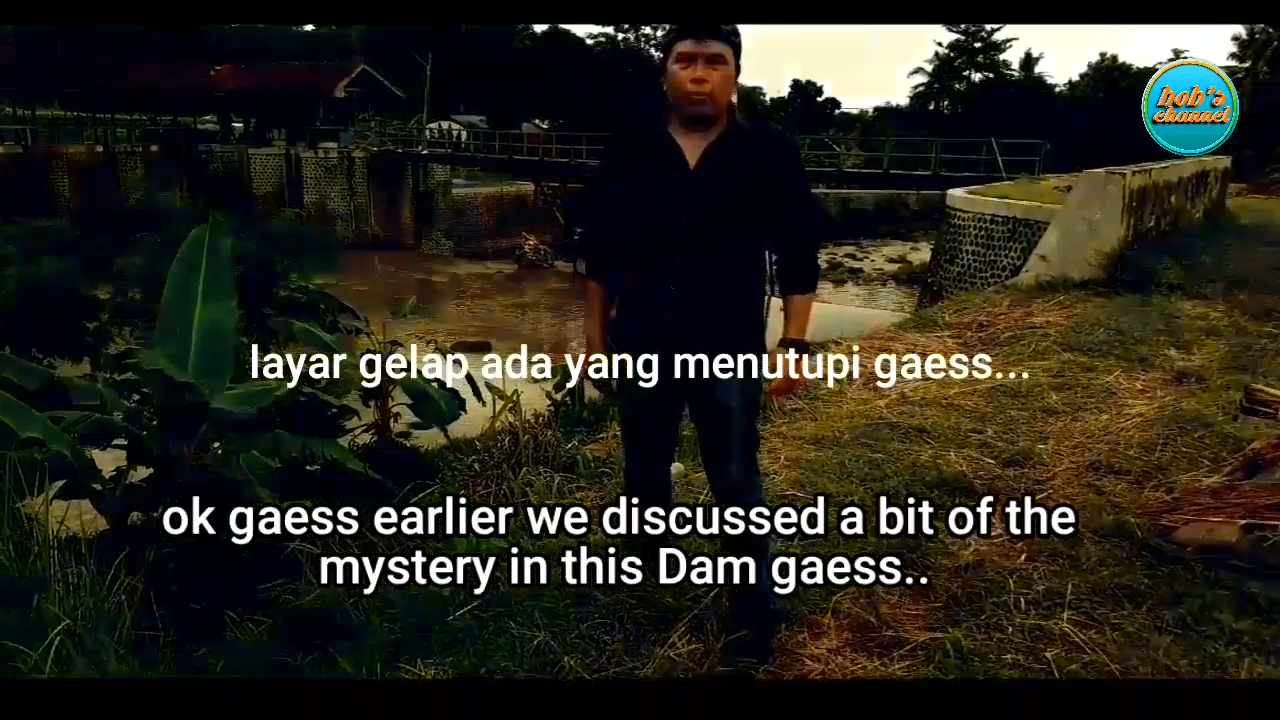 bob's
channel
layar gelap ada yang menutupi gaess...
ok gaess earlier we discussed a bit of the
mystery in this Dam gaess..